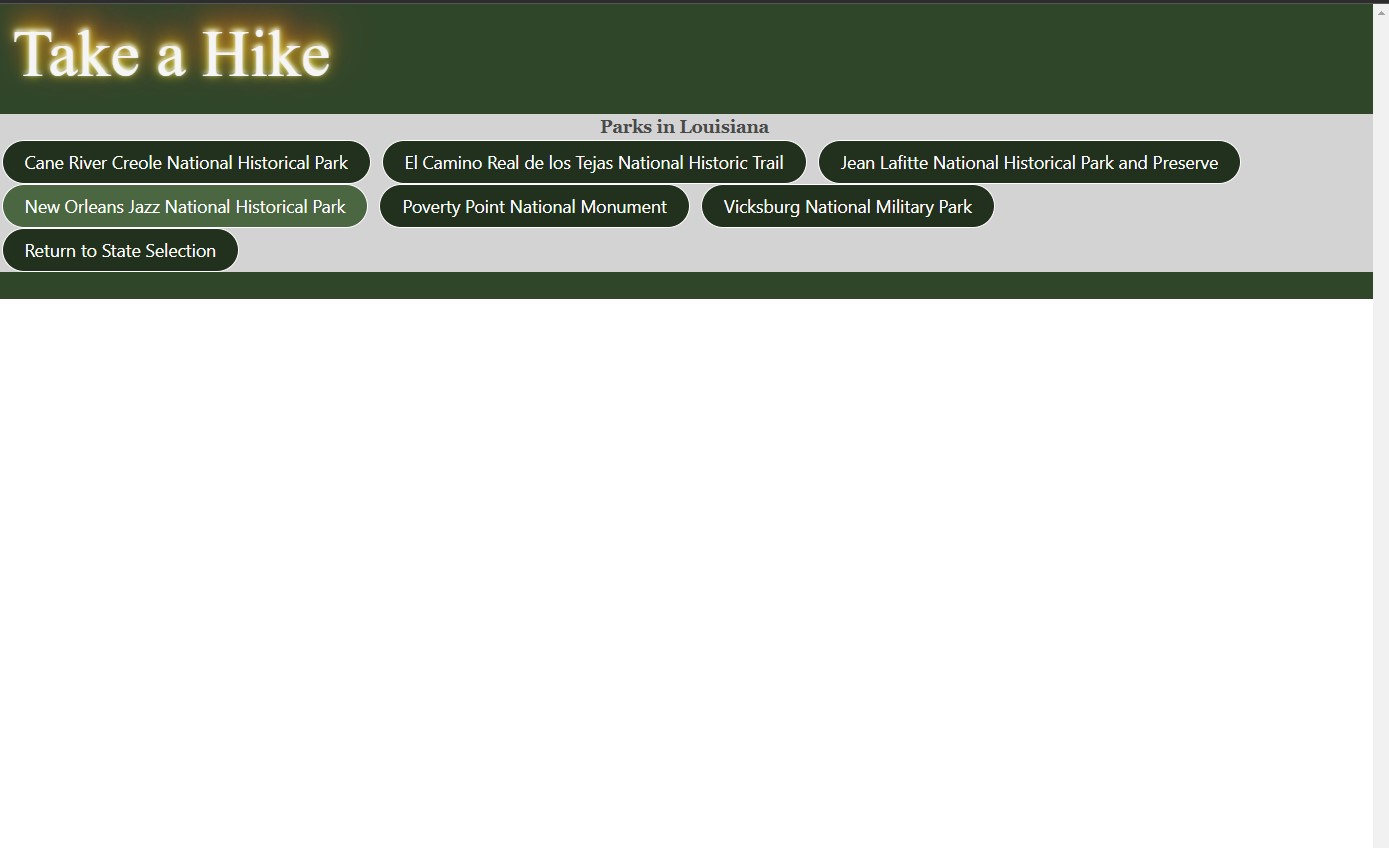 Take a Hike
Parks in Louisiana
Cane River Creole National Historical Park
El Camino Real de los Tejas National Historic Trail
Jean Lafitte National Historical Park and Preserve
New Orleans Jazz National Historical Park
Poverty Point National Monument
Vicksburg National Military Park
Return to State Selection